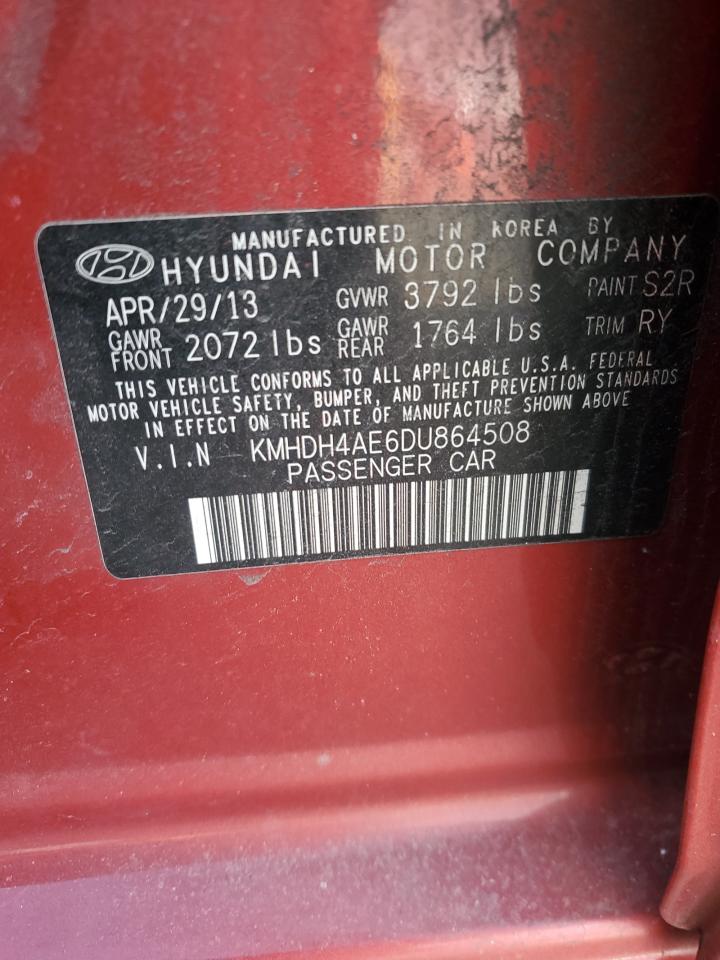 MANUFACTURED IN KOREA BY
HYUNDAI MOTOR COMPANY
APR/29/13 GVWR 3792 lbs PAINT S2R
GAWR FRONT 2072 lbs GAWR REAR 1764 lbs TRIM RY
THIS VEHICLE CONFORMS TO ALL APPLICABLE U.S.A. FEDERAL
MOTOR VEHICLE SAFETY, BUMPER, AND THEFT PREVENTION STANDARDS
IN EFFECT ON THE DATE OF MANUFACTURE SHOWN ABOVE
V.I.N KMHDH4AE6DU864508
PASSENGER CAR